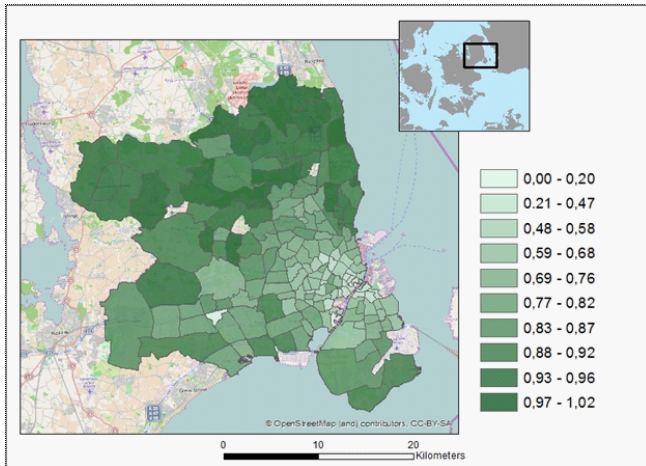 0,00 - 0,20
0.21 - 0,47
0,48 - 0,58
0,59 - 0,68
0,69 - 0,76
0,77 - 0,82
0,83 - 0,87
0,88 - 0,92
0,93 - 0,96
0,97 - 1,02
© OpenStreetMap (and) contributors, CC-BY-SA
0 10 20
Kilometers